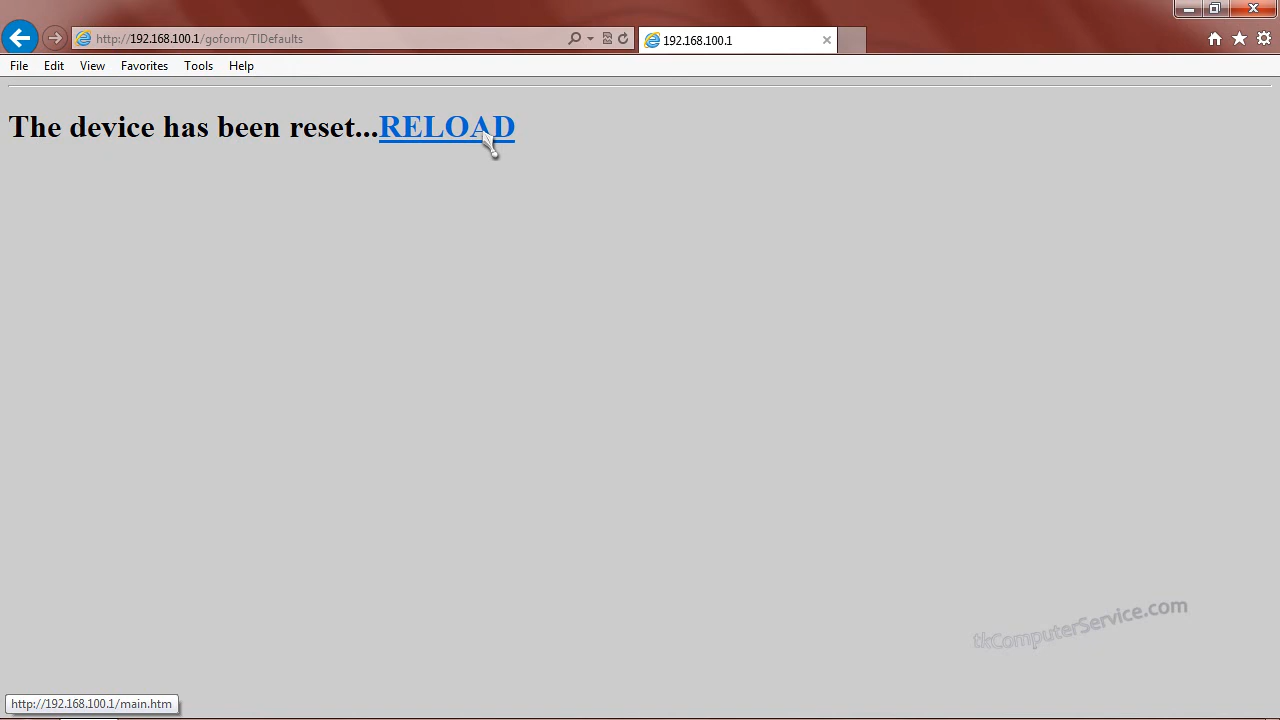 http://192.168.100.1/goform/TIDefaults
192.168.100.1
File Edit View Favorites Tools Help
The device has been reset...RELOAD
tkComputerService.com
http://192.168.100.1/main.htm